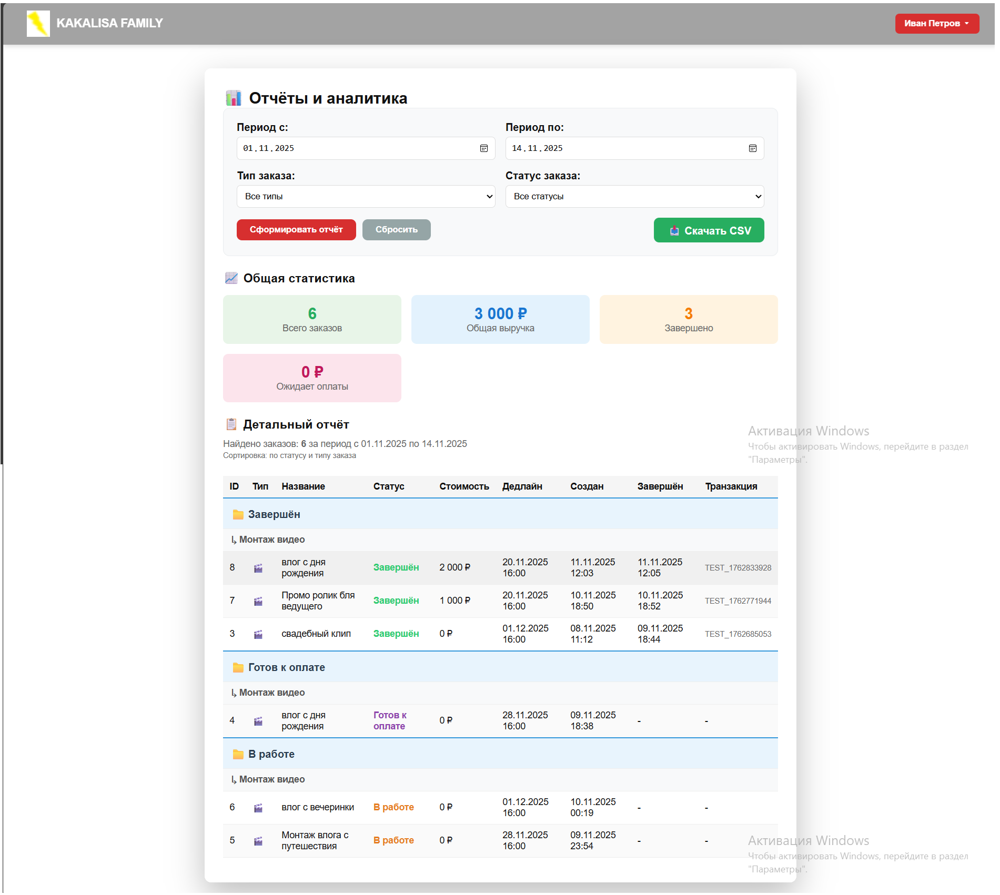 KAKALISA FAMILY
Иван Петров
Отчёты и аналитика
Период с:
Период по:
01.11.2025
14.11.2025
Тип заказа:
Статус заказа:
Все типы
Все статусы
Сформировать отчёт
Сбросить
Скачать CSV
Общая статистика
6
Всего заказов
3 000 ₽
Общая выручка
3
Завершено
0 ₽
Ожидает оплаты
Детальный отчёт
Найдено заказов: 6 за период с 01.11.2025 по 14.11.2025
Сортировка: по статусу и типу заказа
Активация Windows
Чтобы активировать Windows, перейдите в раздел
"Параметры".
ID Тип Название Статус Стоимость Дедлайн Создан Завершён Транзакция
Завершён
↳ Монтаж видео
8 влог с дня рождения Завершён 2 000 ₽ 20.11.2025 16:00 11.11.2025 12:03 11.11.2025 12:05 TEST_1762833928
7 Промо ролик бля ведущего Завершён 1 000 ₽ 20.11.2025 16:00 10.11.2025 18:50 10.11.2025 18:52 TEST_1762771944
3 свадебный клип Завершён 0 ₽ 01.12.2025 16:00 08.11.2025 11:12 09.11.2025 18:44 TEST_1762685053
Готов к оплате
↳ Монтаж видео
4 влог с дня рождения Готов к оплате 0 ₽ 28.11.2025 16:00 09.11.2025 18:38 - -
В работе
↳ Монтаж видео
6 влог с вечеринки В работе 0 ₽ 01.12.2025 16:00 10.11.2025 00:19 - -
5 Монтаж влога с путешествия В работе 0 ₽ 28.11.2025 16:00 09.11.2025 23:54 - -
Активация Windows
Чтобы активировать Windows, перейдите в раздел
"Параметры".